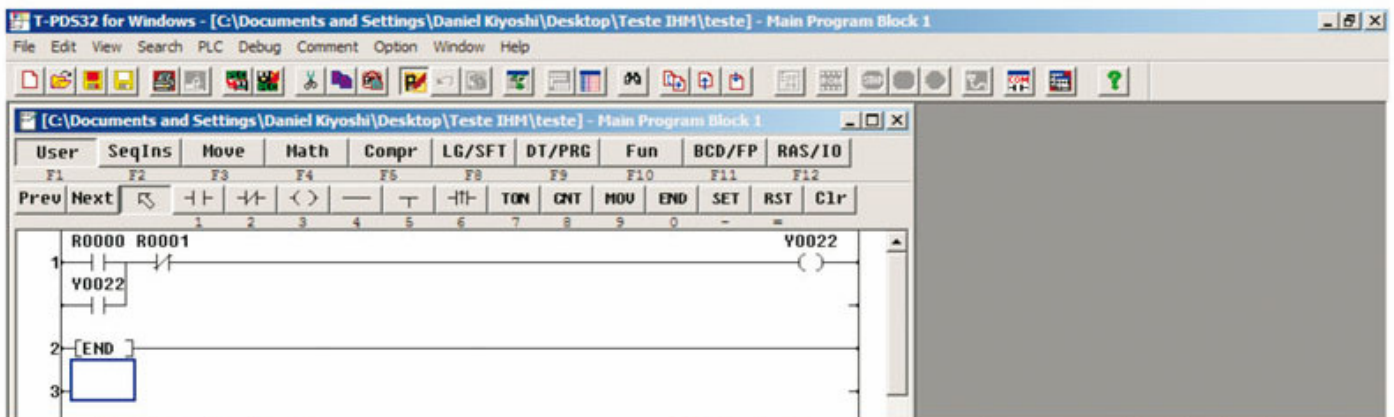 T-PDS32 for Windows - [C:\Documents and Settings\Daniel Kiyoshi\Desktop\Teste IHM\teste] - Main Program Block 1
File Edit View Search PLC Debug Comment Option Window Help
COM
[C:\Documents and Settings\Daniel Kiyoshi\Desktop\Teste IHM\teste] - Main Program Block 1
User SeqIns Move Math Compr LG/SFT DT/PRG Fun BCD/FP RAS/IO
F1 F2 F3 F4 F5 F8 F9 F10 F11 F12
Prev Next TON CNT MOV END SET RST Clr
1 2 3 4 5 6 7 8 9 0 - =
R0000 R0001 Y0022
1
Y0022
2 [END ]
3